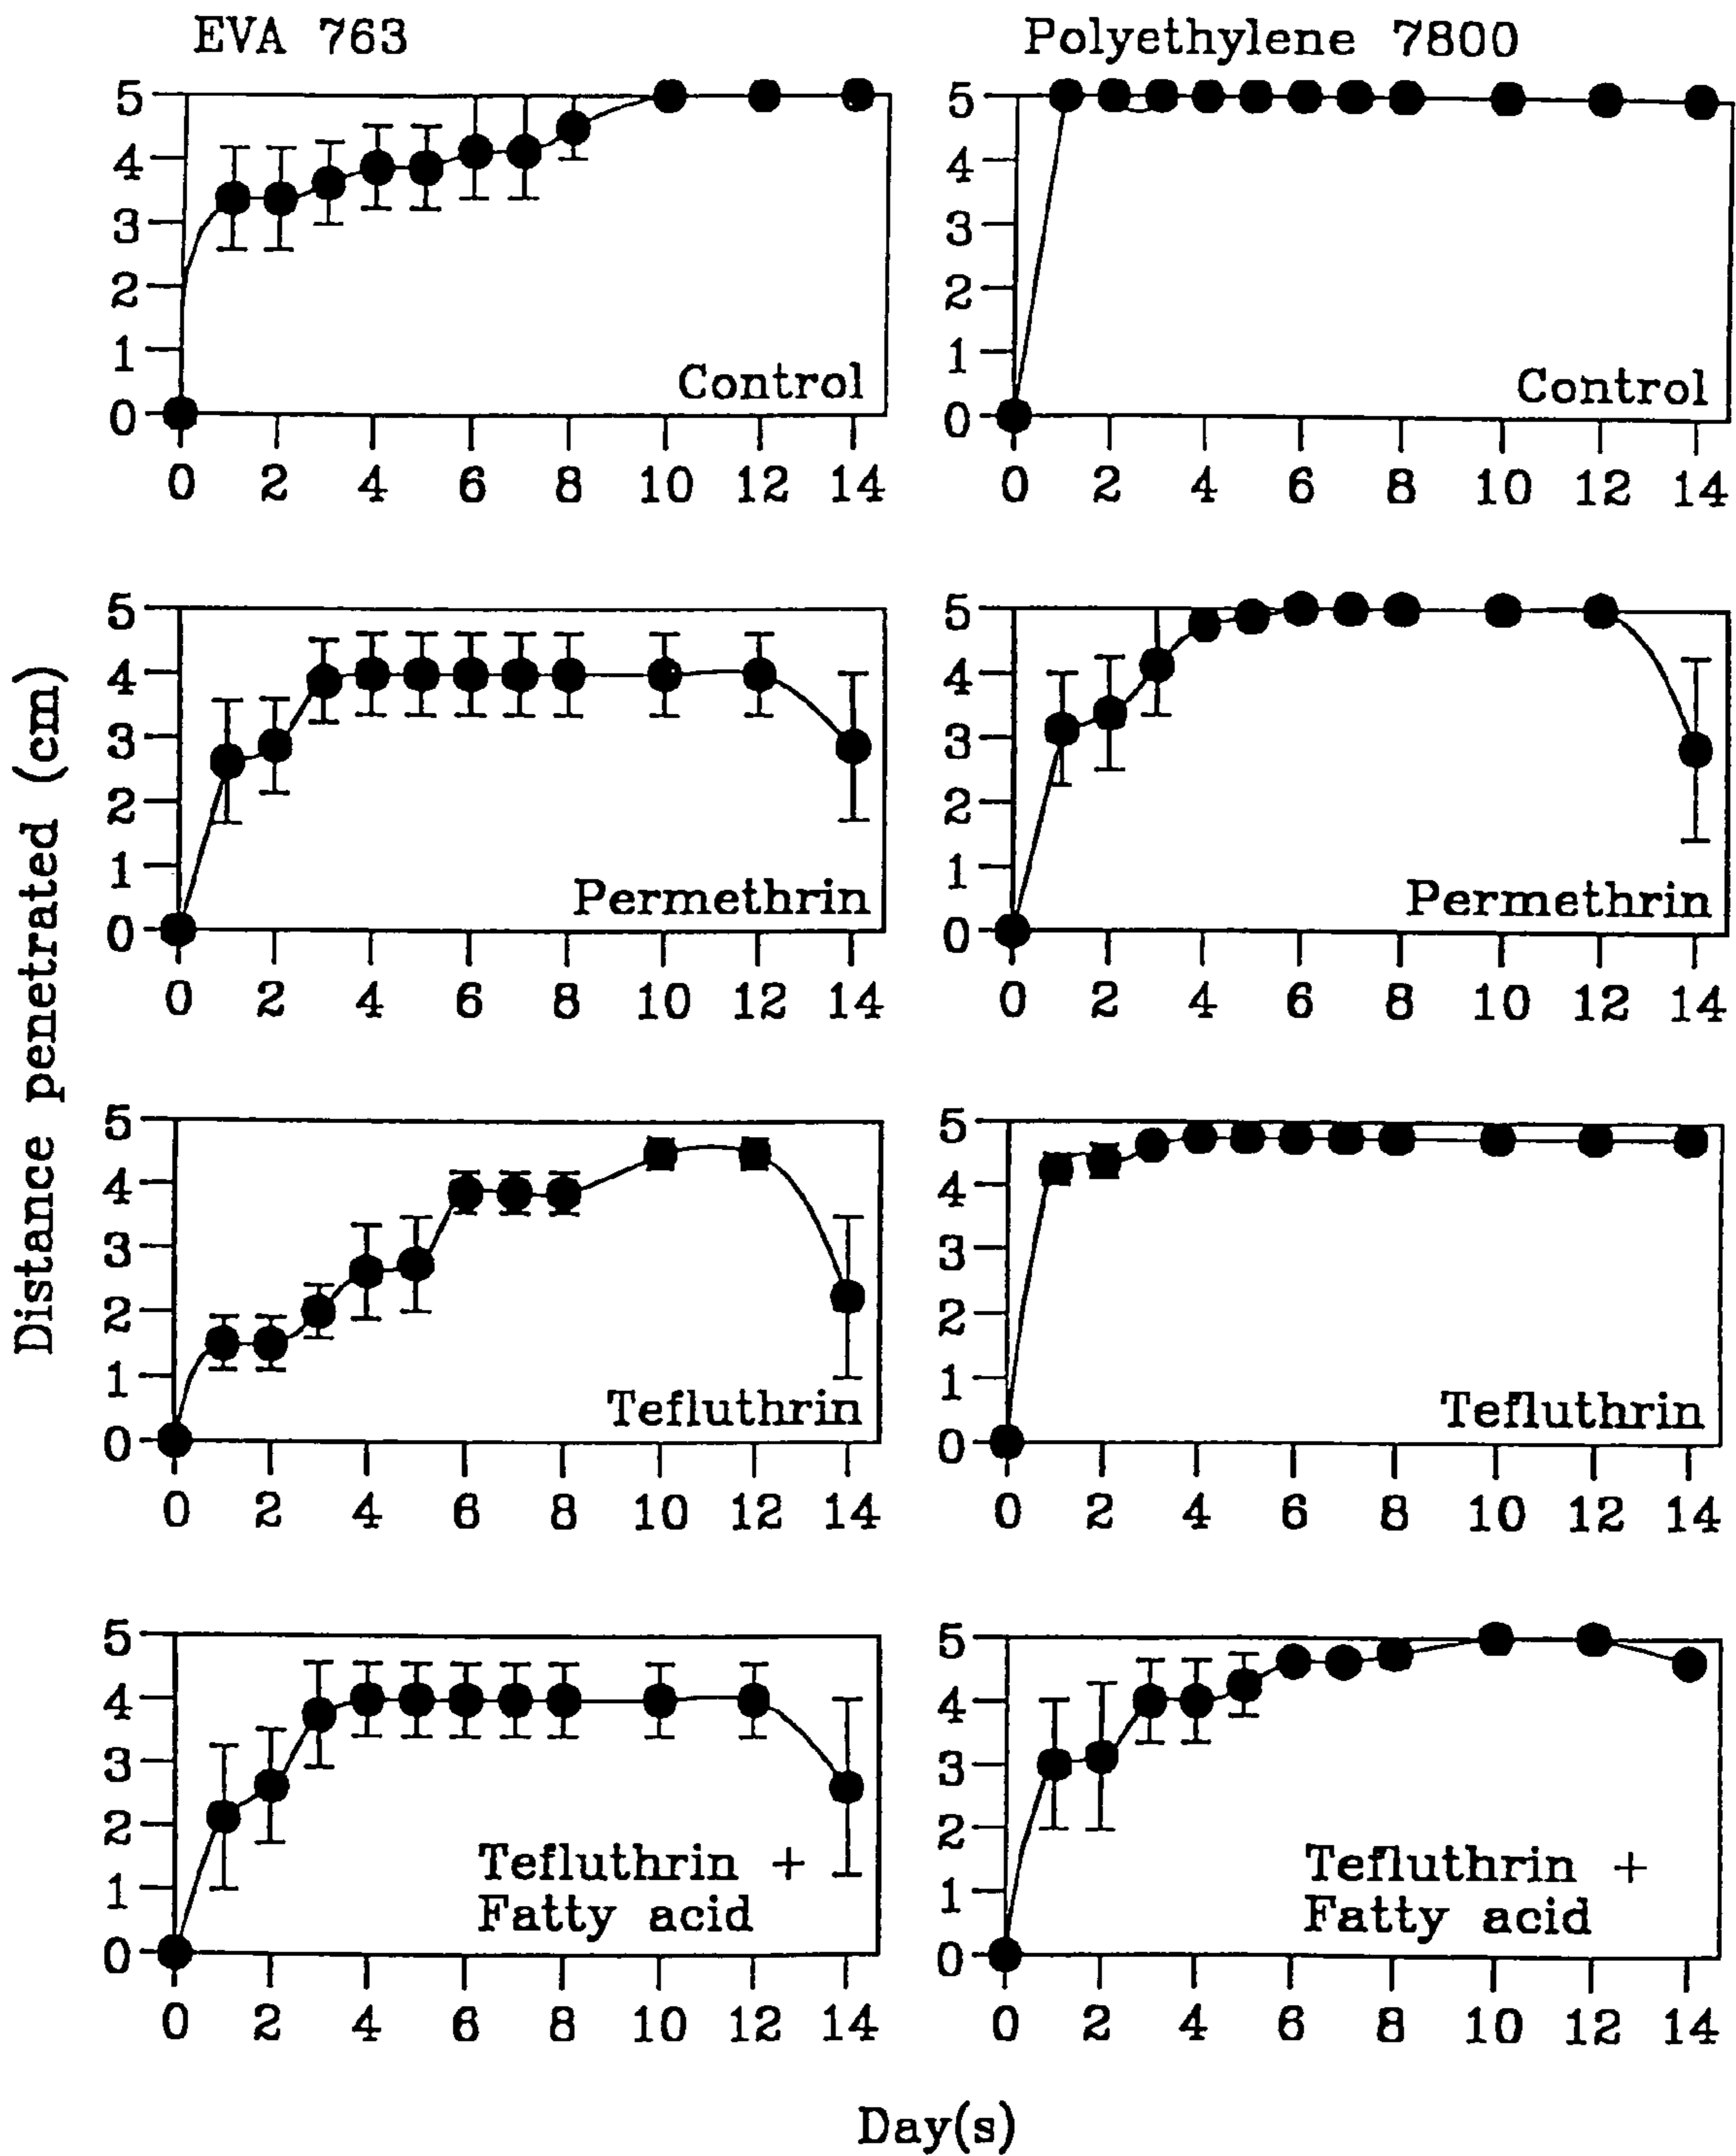 EVA 763
Polyethylene 7800
Distance penetrated (cm)
5
4
3
2
1
0
Control
0 2 4 6 8 10 12 14
5
4
3
2
1
0
Control
0 2 4 6 8 10 12 14
5
4
3
2
1
0
Permethrin
0 2 4 6 8 10 12 14
5
4
3
2
1
0
Permethrin
0 2 4 6 8 10 12 14
5
4
3
2
1
0
Tefluthrin
0 2 4 6 8 10 12 14
5
4
3
2
1
0
Tefluthrin
0 2 4 6 8 10 12 14
5
4
3
2
1
0
Tefluthrin +
Fatty acid
0 2 4 6 8 10 12 14
5
4
3
2
1
0
Tefluthrin +
Fatty acid
0 2 4 6 8 10 12 14
Day(s)